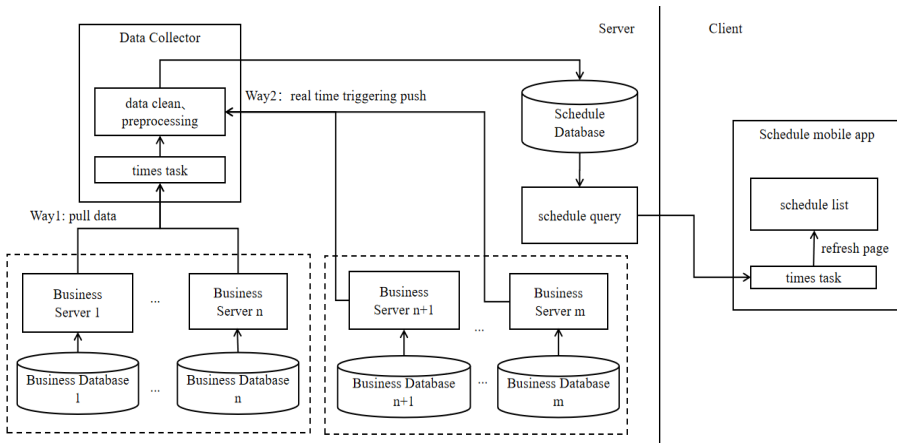 Data Collector
Server
Client
data clean、
preprocessing
Way2：real time triggering push
times task
Schedule
Database
Schedule mobile app
Way1: pull data
schedule query
schedule list
refresh page
times task
Business
Server 1
...
Business
Server n
Business
Server n+1
...
Business
Server m
Business Database
1
...
Business Database
n
Business Database
n+1
...
Business Database
m